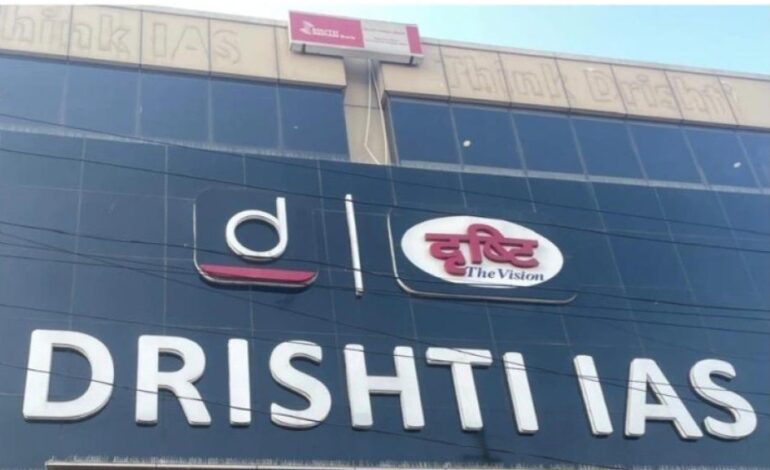 Think IAS
Think Drishti
d
दृष्टि
The Vision
DRISHTI IAS